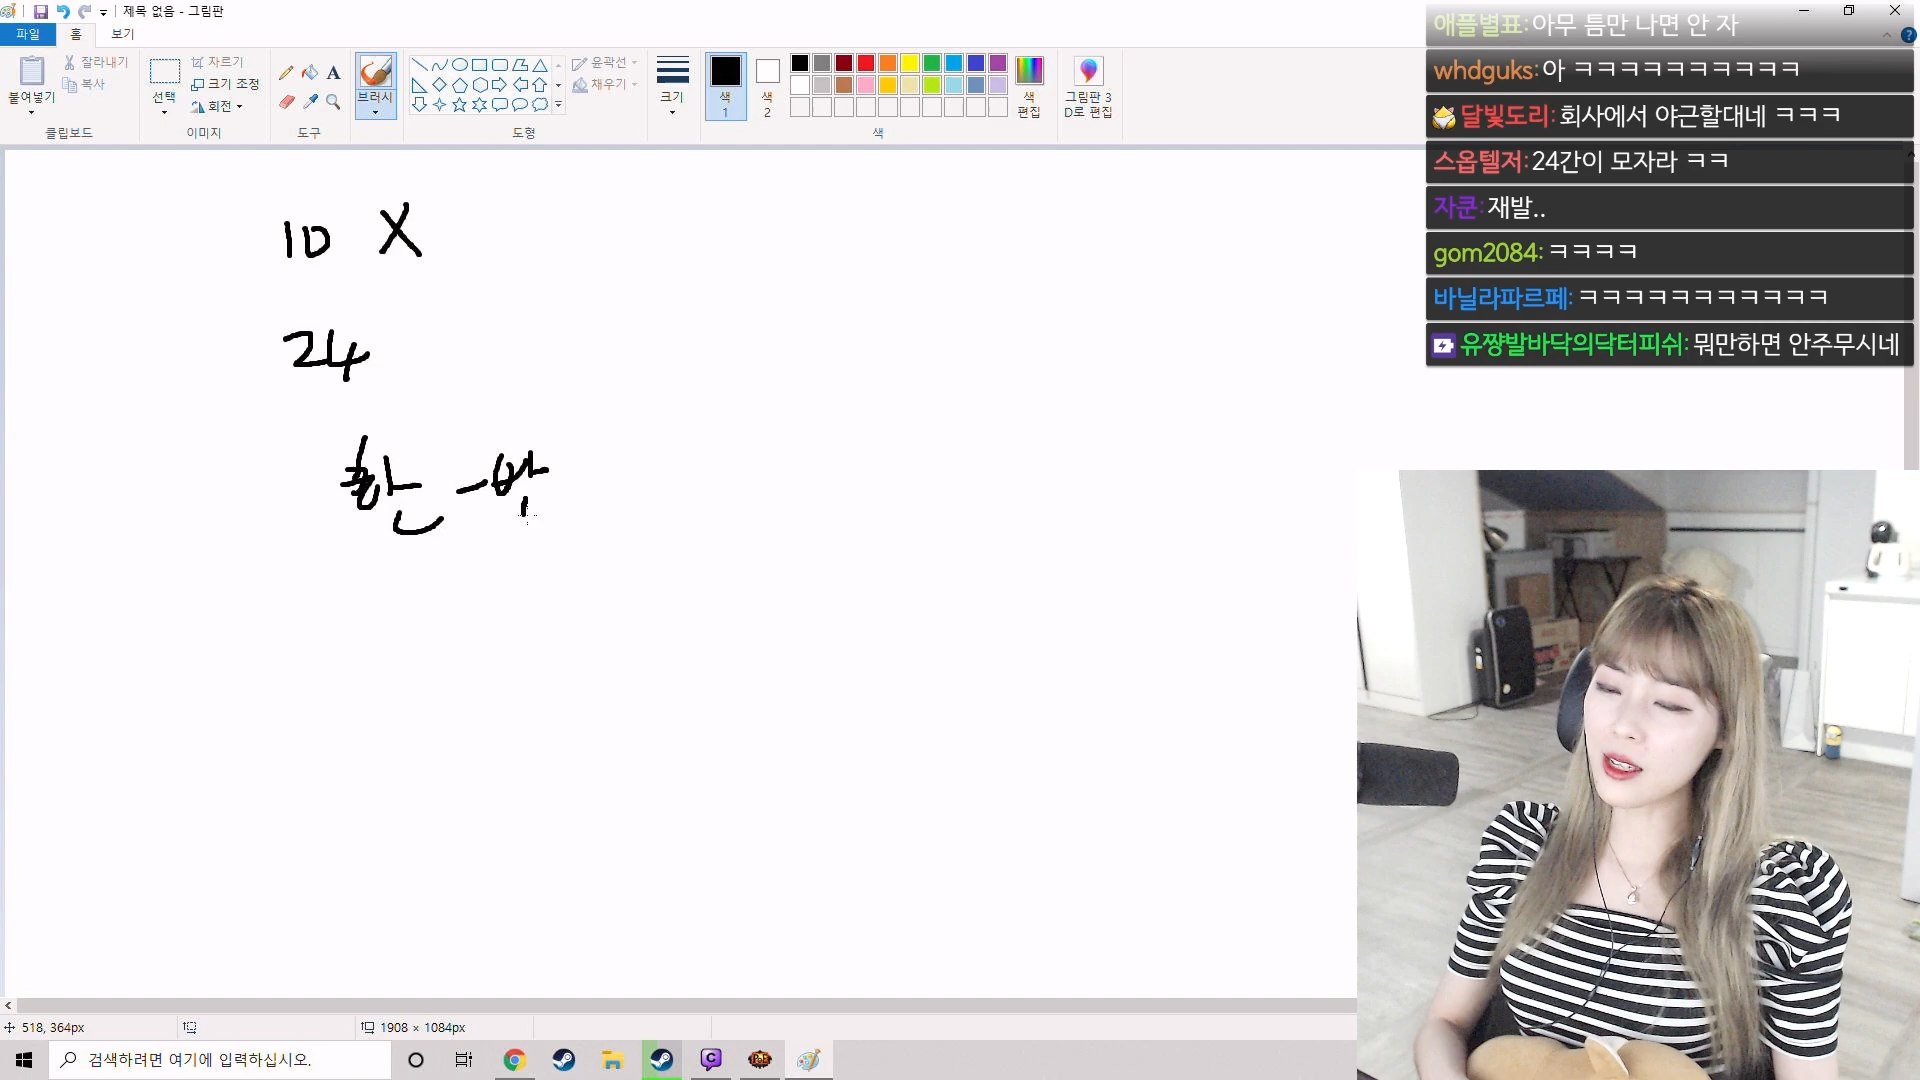 제목 없음 - 그림판
파일
홈
보기
붙여넣기
잘라내기
복사
클립보드
선택
자르기
크기 조정
회전
이미지
A
도구
브러시
도형
윤곽선
채우기
크기
색
1
색
2
색
편집
색
그림판 3
D로 편집
애플별표:아무 틈만 나면 안 자
whdguks:아 ㅋㅋㅋㅋㅋㅋㅋㅋㅋㅋ
달빛도리:회사에서 야근할대네 ㅋㅋㅋ
스옵텔저:24간이 모자라 ㅋㅋ
자쿤:재발..
gom2084:ㅋㅋㅋㅋ
바닐라파르페:ㅋㅋㅋㅋㅋㅋㅋㅋㅋㅋㅋ
유쨩발바닥의닥터피쉬:뭐만하면 안주무시네
10 X
24
518, 364px
1908 × 1084px
검색하려면 여기에 입력하십시오.
PoE